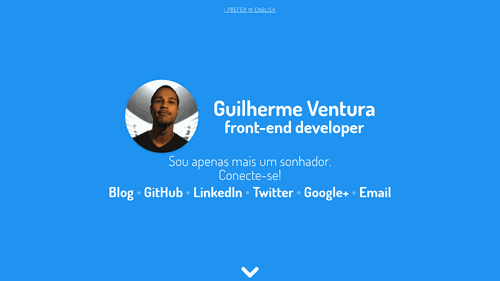 I PREFER IN ENGLISH
Guilherme Ventura
front-end developer
Sou apenas mais um sonhador.
Conecte-se!
Blog • GitHub • LinkedIn • Twitter • Google+ • Email